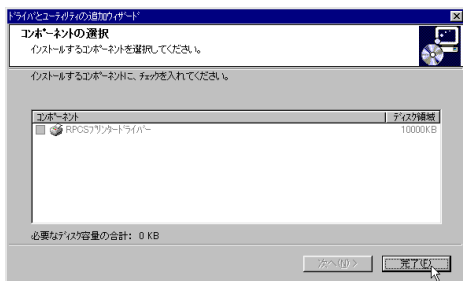 ドライバとユーティリティの追加ウィザード
コンポーネントの選択
インストールするコンポーネントを選択してください。
インストールするコンポーネントに、チェックを入れてください。
コンポーネント ディスク領域
RPCSプリンタードライバー 10000KB
必要なディスク容量の合計: 0 KB
次へ(N) > 完了(F)